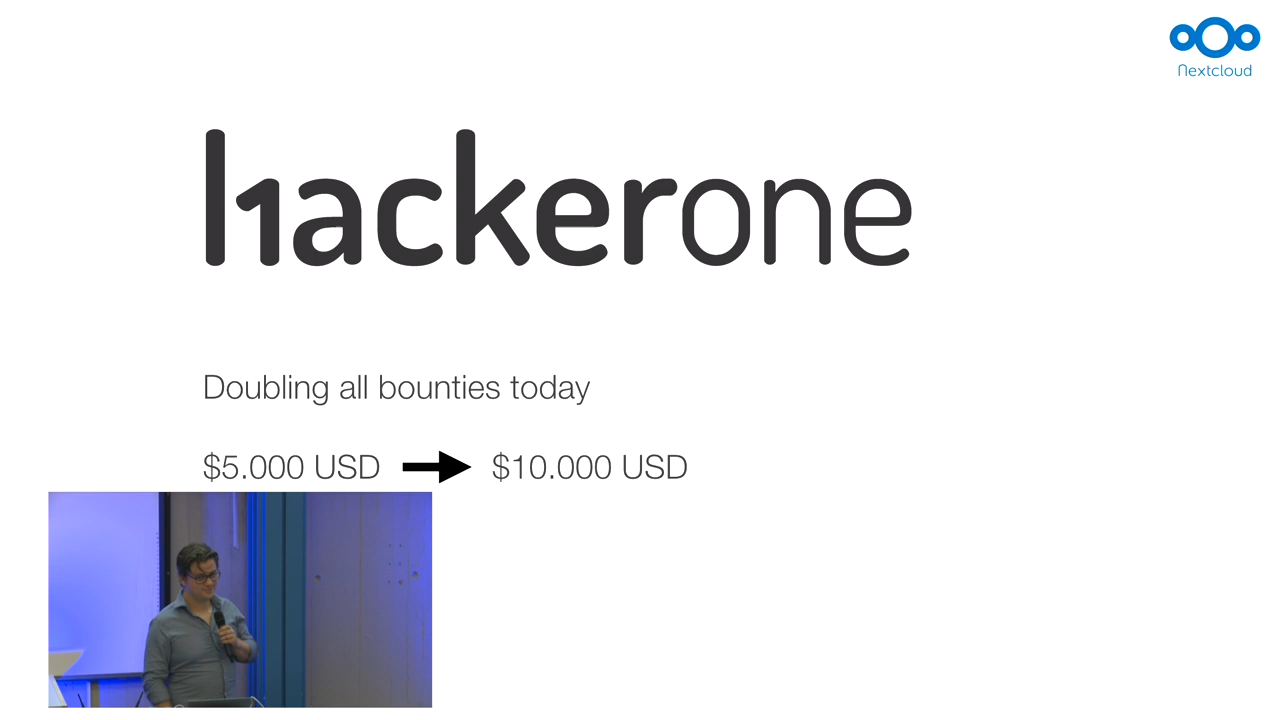 Nextcloud
hackerone
Doubling all bounties today
$5.000 USD $10.000 USD